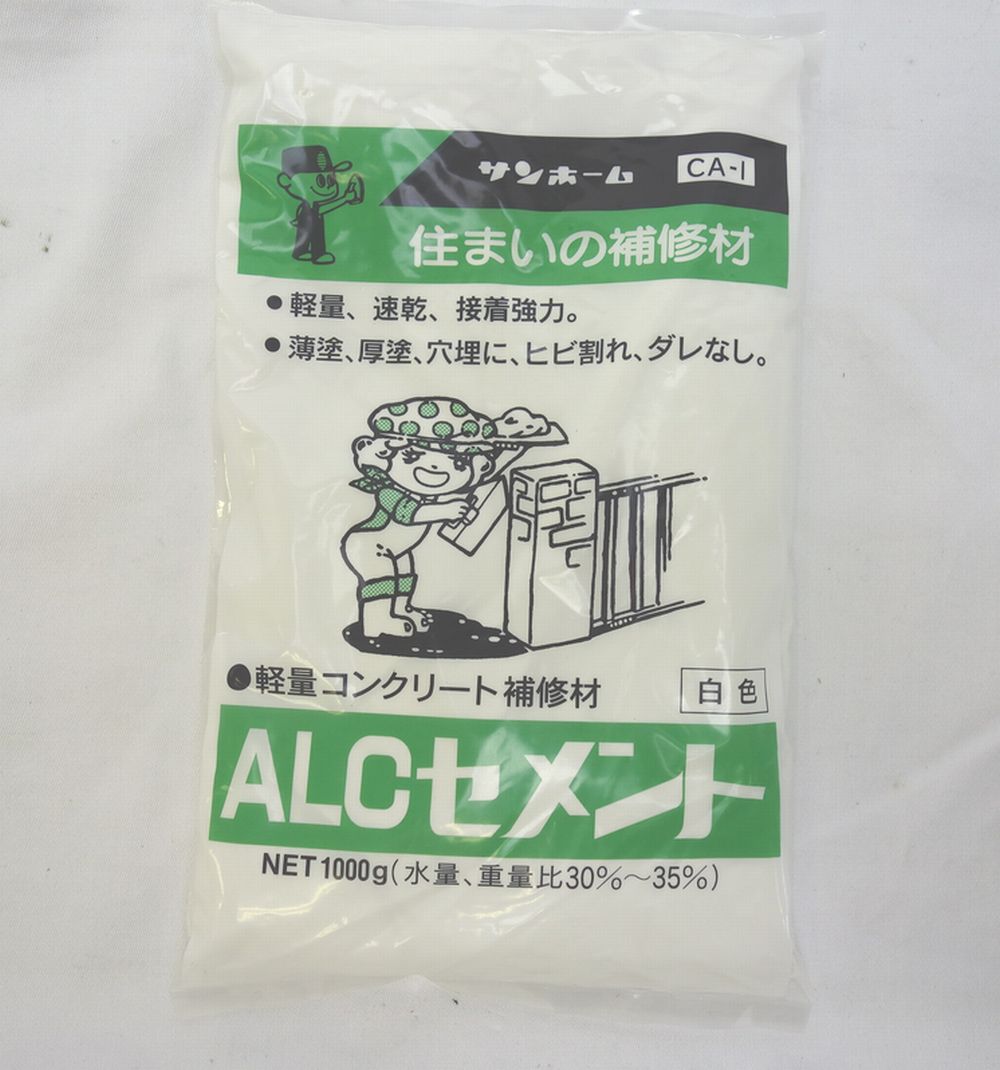 サンホーム CA-1
住まいの補修材
●軽量、速乾、接着強力。
●薄塗、厚塗、穴埋に、ヒビ割れ、ダレなし。
●軽量コンクリート補修材 白色
ALCセメント
NET1000g(水量、重量比30%〜35%)